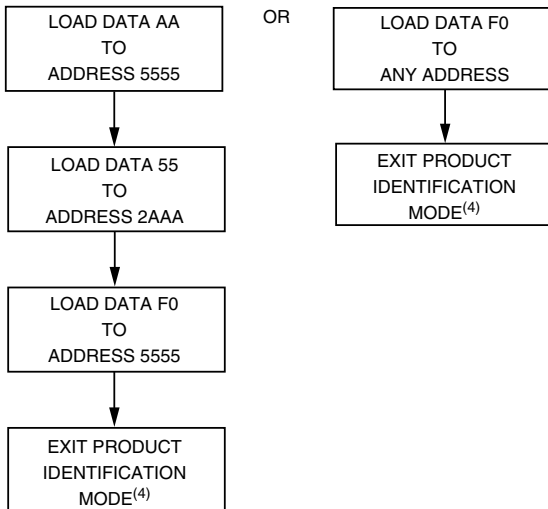 LOAD DATA AA
TO
ADDRESS 5555
LOAD DATA 55
TO
ADDRESS 2AAA
LOAD DATA F0
TO
ADDRESS 5555
EXIT PRODUCT
IDENTIFICATION
MODE(4)
OR
LOAD DATA F0
TO
ANY ADDRESS
EXIT PRODUCT
IDENTIFICATION
MODE(4)